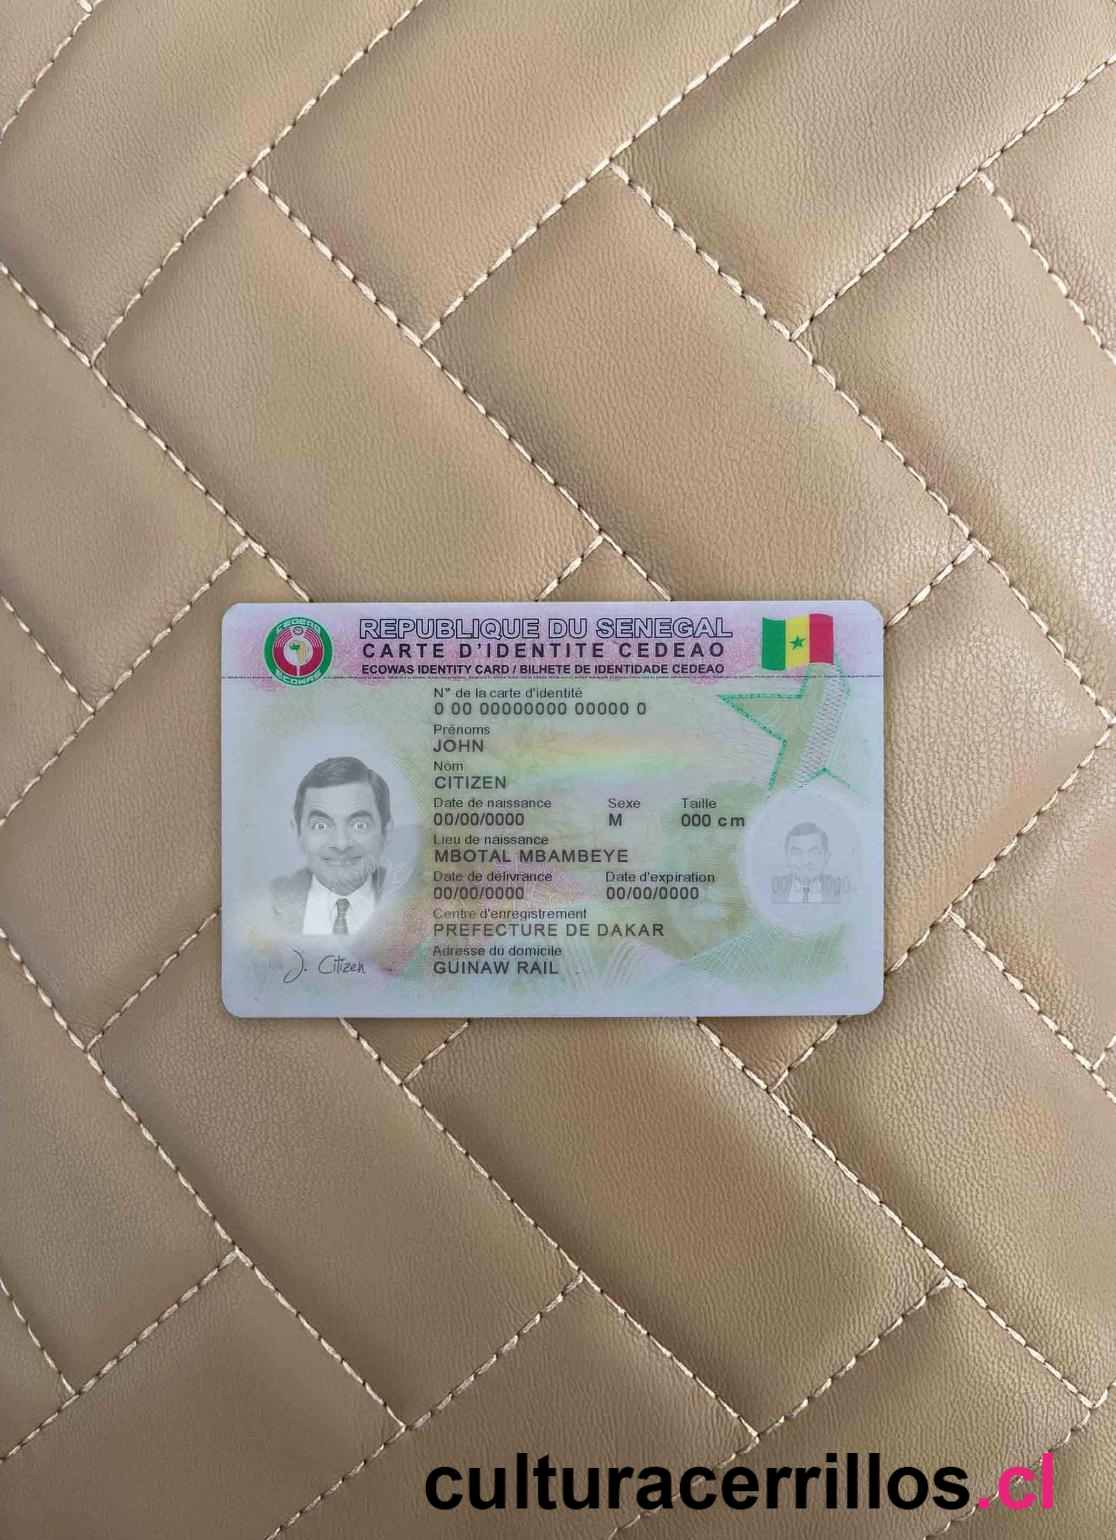 CEDEAO
ECOWAS
REPUBLIQUE DU SENEGAL
CARTE D'IDENTITE CEDEAO
ECOWAS IDENTITY CARD / BILHETE DE IDENTIDADE CEDEAO
N° de la carte d'identité
0 00 00000000 00000 0
Prénoms
JOHN
Nom
CITIZEN
Date de naissance Sexe Taille
00/00/0000 M 000 cm
Lieu de naissance
MBOTAL MBAMBEYE
Date de délivrance Date d'expiration
00/00/0000 00/00/0000
Centre d'enregistrement
PREFECTURE DE DAKAR
Adresse du domicile
GUINAW RAIL
J. Citizen
culturacerrillos.cl